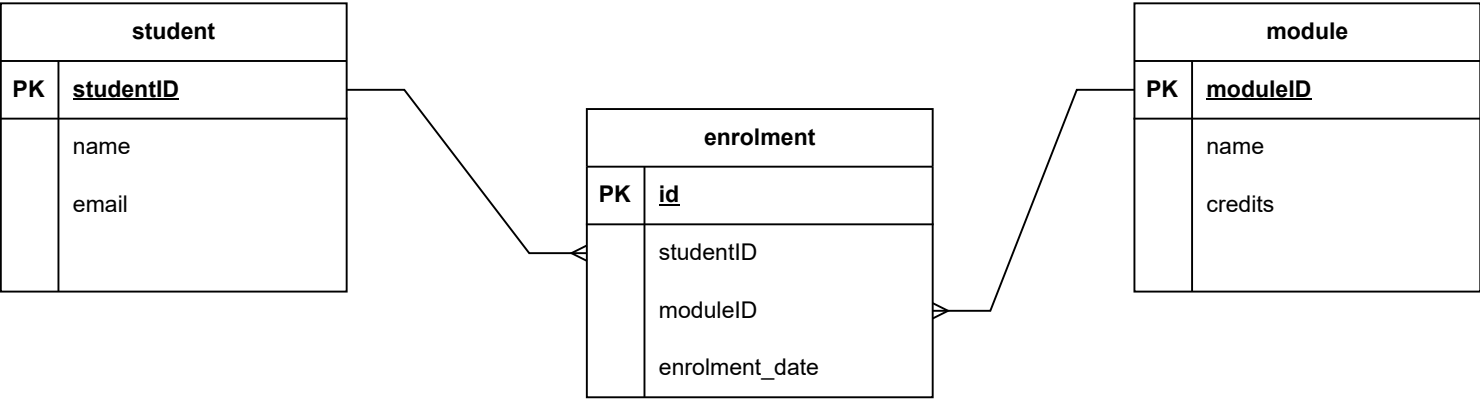 student
PK studentID
name
email
enrolment
PK id
studentID
moduleID
enrolment_date
module
PK moduleID
name
credits